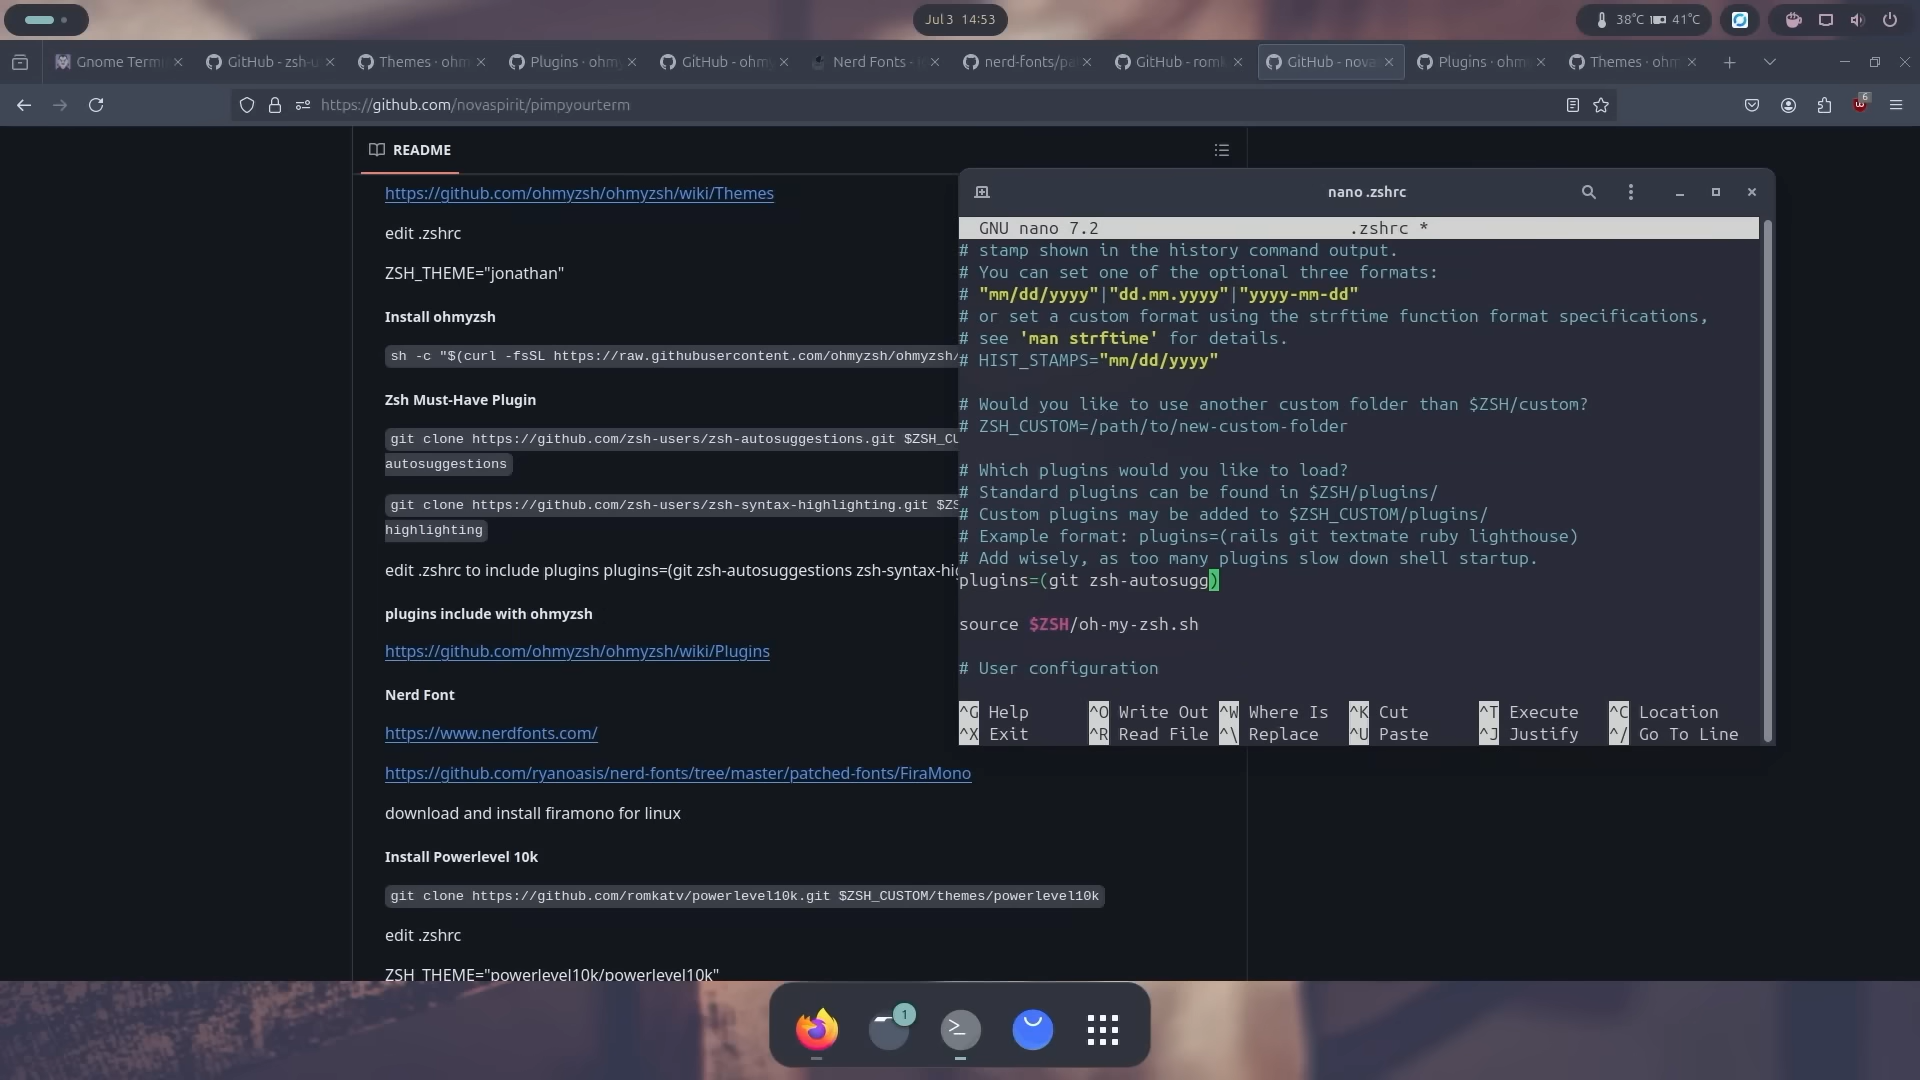 Jul 3 14:53
38°C 41°C
Gnome Term
GitHub - zsh-u
Themes · ohm
Plugins · ohmy
GitHub - ohmy
Nerd Fonts -
nerd-fonts/pa
GitHub - romk
GitHub - nova
Plugins · ohm
Themes · ohm
https://github.com/novaspirit/pimpyourterm
6
README
https://github.com/ohmyzsh/ohmyzsh/wiki/Themes
edit .zshrc
ZSH_THEME="jonathan"
Install ohmyzsh
sh -c "$(curl -fsSL https://raw.githubusercontent.com/ohmyzsh/ohmyzsh/
Zsh Must-Have Plugin
git clone https://github.com/zsh-users/zsh-autosuggestions.git $ZSH_CU
autosuggestions
git clone https://github.com/zsh-users/zsh-syntax-highlighting.git $ZS
highlighting
edit .zshrc to include plugins plugins=(git zsh-autosuggestions zsh-syntax-hig
plugins include with ohmyzsh
https://github.com/ohmyzsh/ohmyzsh/wiki/Plugins
Nerd Font
https://www.nerdfonts.com/
https://github.com/ryanoasis/nerd-fonts/tree/master/patched-fonts/FiraMono
download and install firamono for linux
Install Powerlevel 10k
git clone https://github.com/romkatv/powerlevel10k.git $ZSH_CUSTOM/themes/powerlevel10k
edit .zshrc
ZSH_THEME="powerlevel10k/powerlevel10k"
nano .zshrc
GNU nano 7.2 .zshrc *
# stamp shown in the history command output.
# You can set one of the optional three formats:
# "mm/dd/yyyy"|"dd.mm.yyyy"|"yyyy-mm-dd"
# or set a custom format using the strftime function format specifications,
# see 'man strftime' for details.
# HIST_STAMPS="mm/dd/yyyy"
# Would you like to use another custom folder than $ZSH/custom?
# ZSH_CUSTOM=/path/to/new-custom-folder
# Which plugins would you like to load?
# Standard plugins can be found in $ZSH/plugins/
# Custom plugins may be added to $ZSH_CUSTOM/plugins/
# Example format: plugins=(rails git textmate ruby lighthouse)
# Add wisely, as too many plugins slow down shell startup.
plugins=(git zsh-autosugg)
source $ZSH/oh-my-zsh.sh
# User configuration
^G Help ^O Write Out ^W Where Is ^K Cut ^T Execute ^C Location
^X Exit ^R Read File ^\ Replace ^U Paste ^J Justify ^/ Go To Line
1